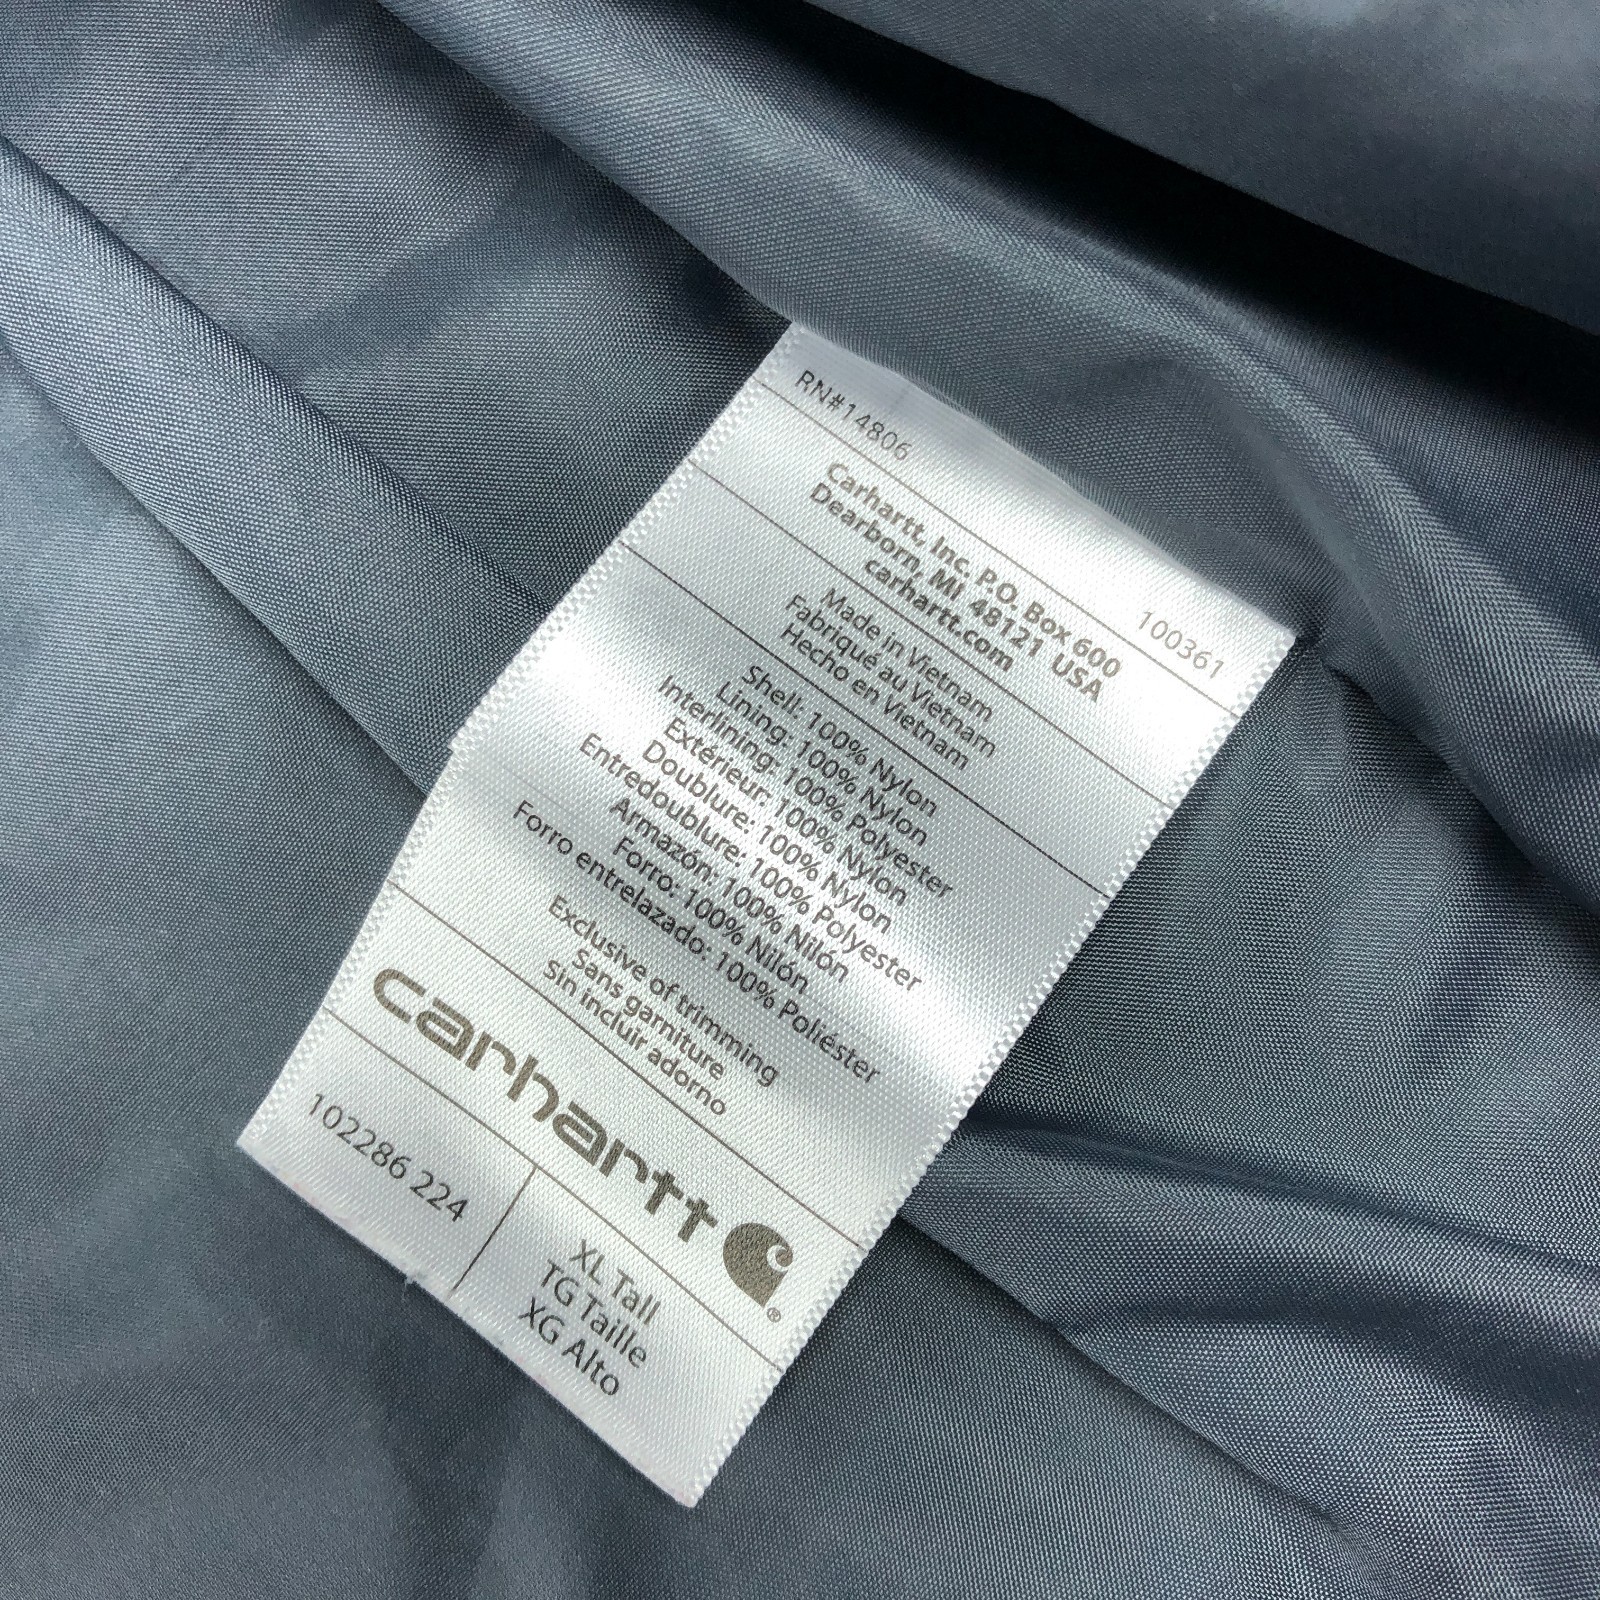 RN#14806 100361
Carhartt, Inc. P.O. Box 600
Dearborn, MI 48121 USA
carhartt.com
Made in Vietnam
Fabriqué au Vietnam
Hecho en Vietnam
Shell: 100% Nylon
Lining: 100% Nylon
Interlining: 100% Polyester
Extérieur: 100% Nylon
Doublure: 100% Nylon
Entredoublure: 100% Polyester
Armazón: 100% Nilón
Forro: 100% Nilón
Forro entrelazado: 100% Poliéster
Exclusive of trimming
Sans garniture
Sin incluir adorno
carhartt ®
102286 224
XL Tall
TG Taille
XG Alto